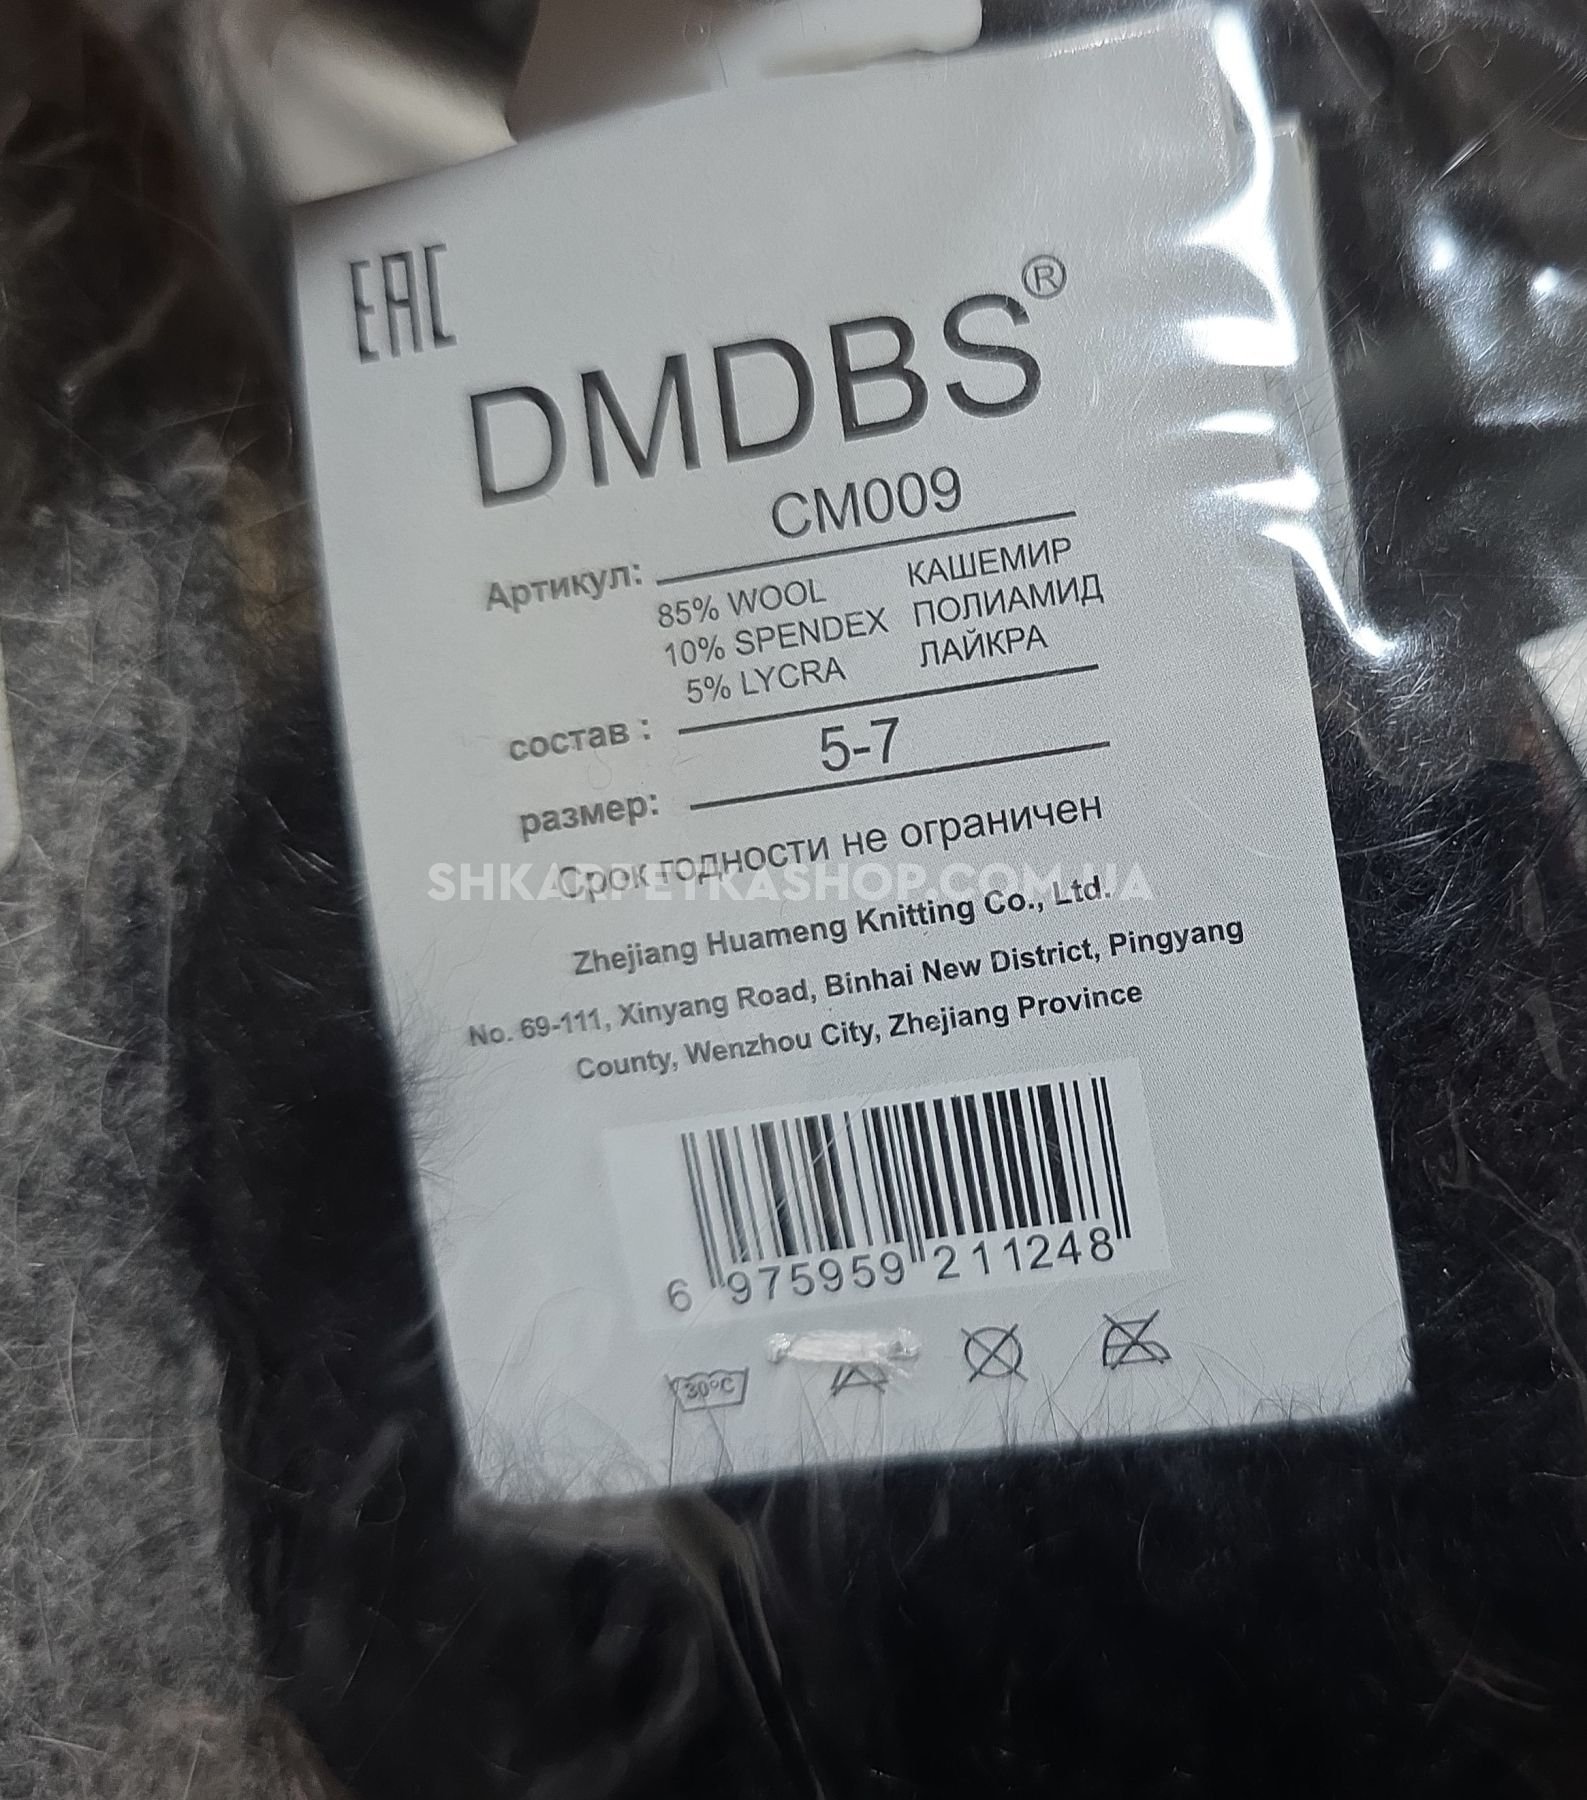 EAC
DMDBS®
Артикул: CM009
85% WOOL КАШЕМИР
10% SPENDEX ПОЛИАМИД
5% LYCRA ЛАЙКРА
состав :
размер: 5-7
Срок годности не ограничен
SHKARPETKASHOP.COM.UA
Zhejiang Huameng Knitting Co., Ltd.
No. 69-111, Xinyang Road, Binhai New District, Pingyang
County, Wenzhou City, Zhejiang Province
6 975959 211248
30°C